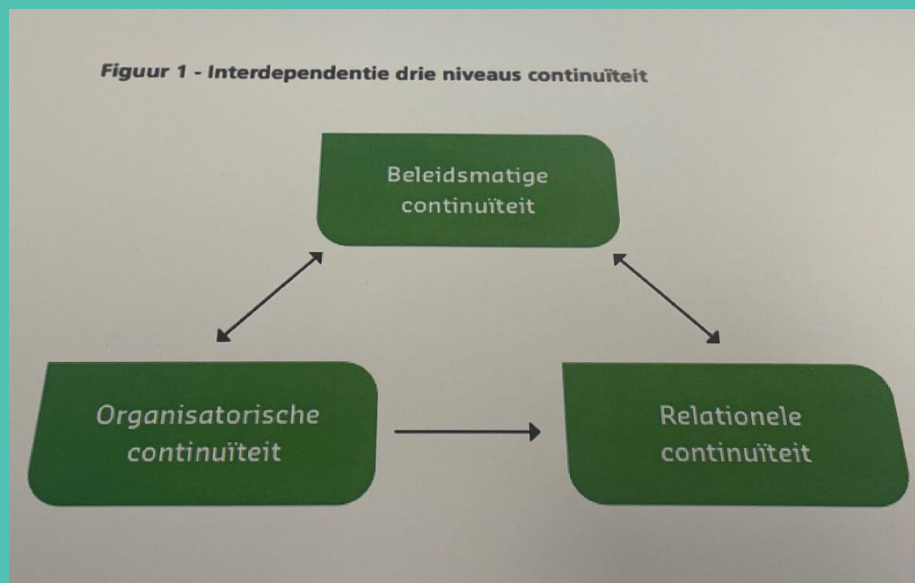 Figuur 1 - Interdependentie drie niveaus continuïteit
Beleidsmatige
continuïteit
Organisatorische
continuïteit
Relationele
continuïteit